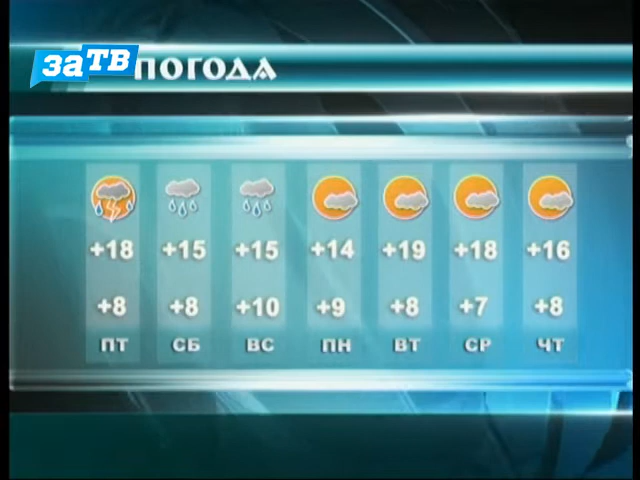 заТВ
ПОГОДА
+18 +15 +15 +14 +19 +18 +16
+8 +8 +10 +9 +8 +7 +8
ПТ СБ ВС ПН ВТ СР ЧТ